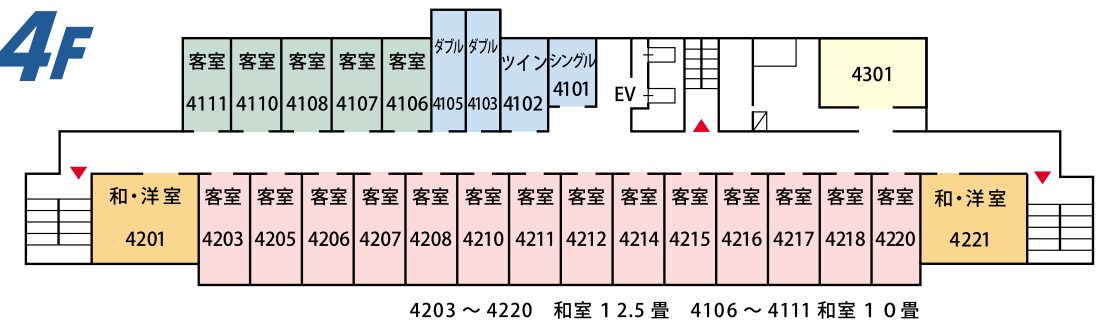 4F
客室 4111
客室 4110
客室 4108
客室 4107
客室 4106
ダブル 4105
ダブル 4103
ツイン 4102
シングル 4101
EV
4301
和・洋室 4201
客室 4203
客室 4205
客室 4206
客室 4207
客室 4208
客室 4210
客室 4211
客室 4212
客室 4214
客室 4215
客室 4216
客室 4217
客室 4218
客室 4220
和・洋室 4221
4203 ～ 4220 和室 1 2.5 畳 4106 ～ 4111 和室 1 0 畳